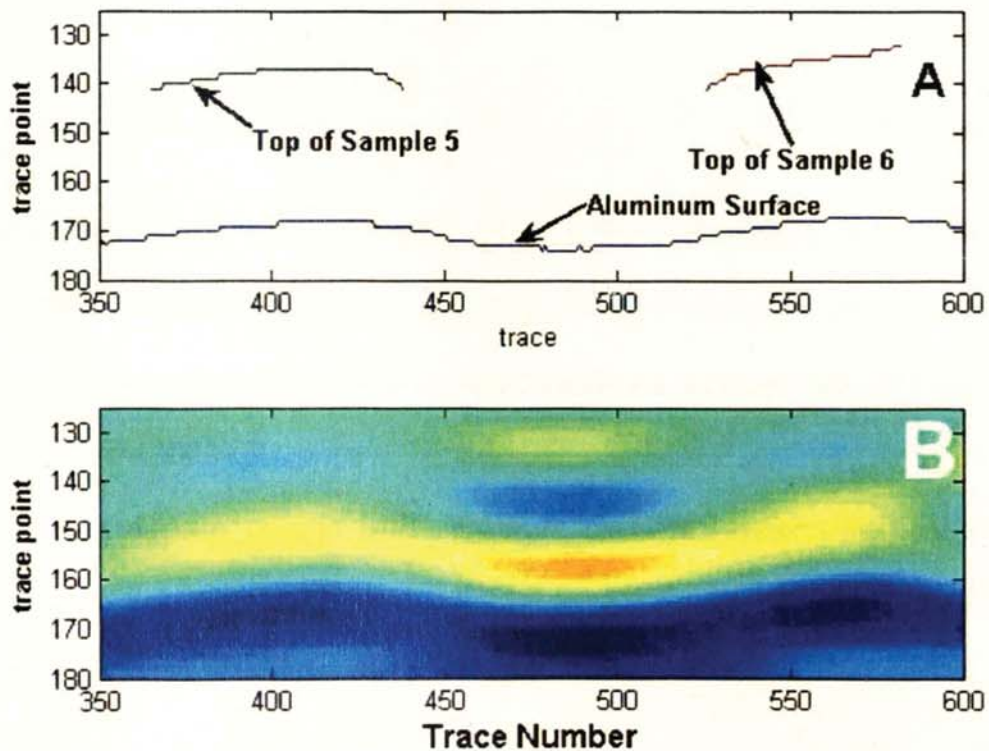 130
140
150
160
170
180
trace point
A
Top of Sample 5
Top of Sample 6
Aluminum Surface
350
400
450
500
550
600
trace
130
140
150
160
170
180
trace point
B
350
400
450
500
550
600
Trace Number